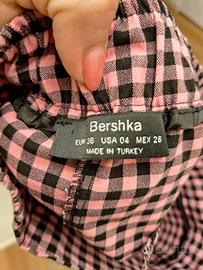 Bershka
EUR 36 USA 04 MEX 26
MADE IN TURKEY